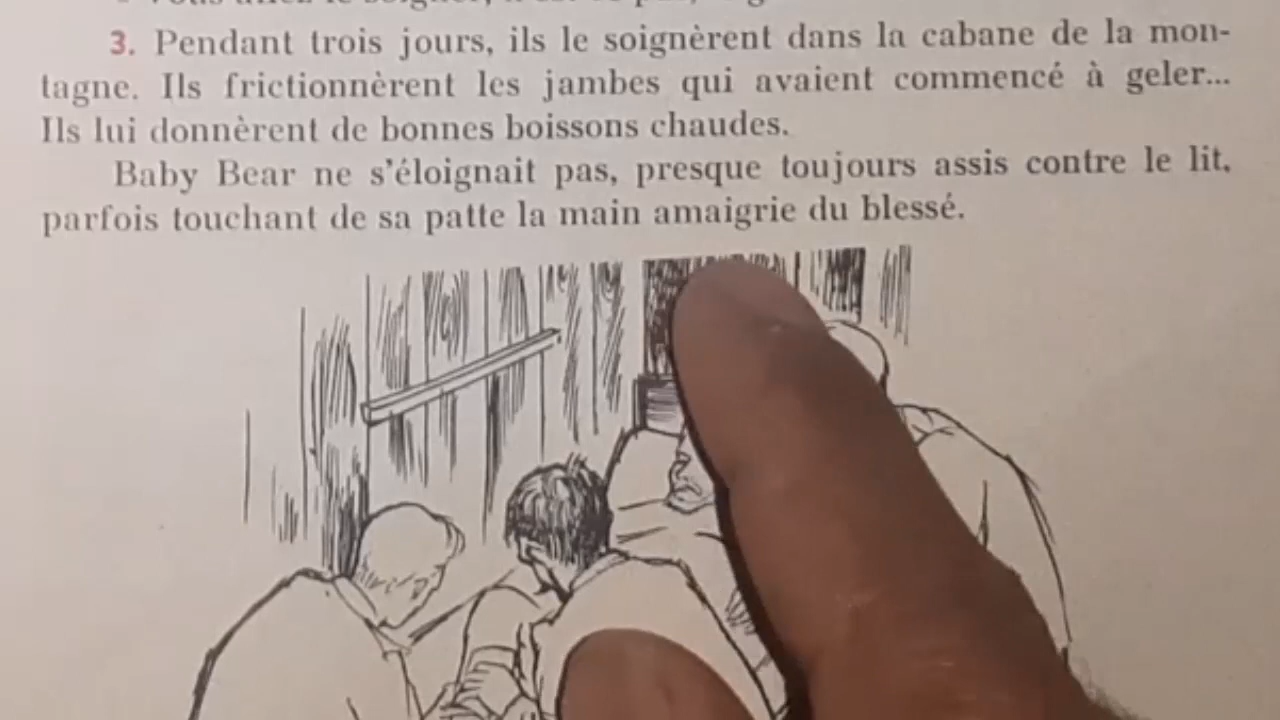 3. Pendant trois jours, ils le soignèrent dans la cabane de la mon-
tagne. Ils frictionnèrent les jambes qui avaient commencé à geler...
Ils lui donnèrent de bonnes boissons chaudes.
Baby Bear ne s'éloignait pas, presque toujours assis contre le lit,
parfois touchant de sa patte la main amaigrie du blessé.